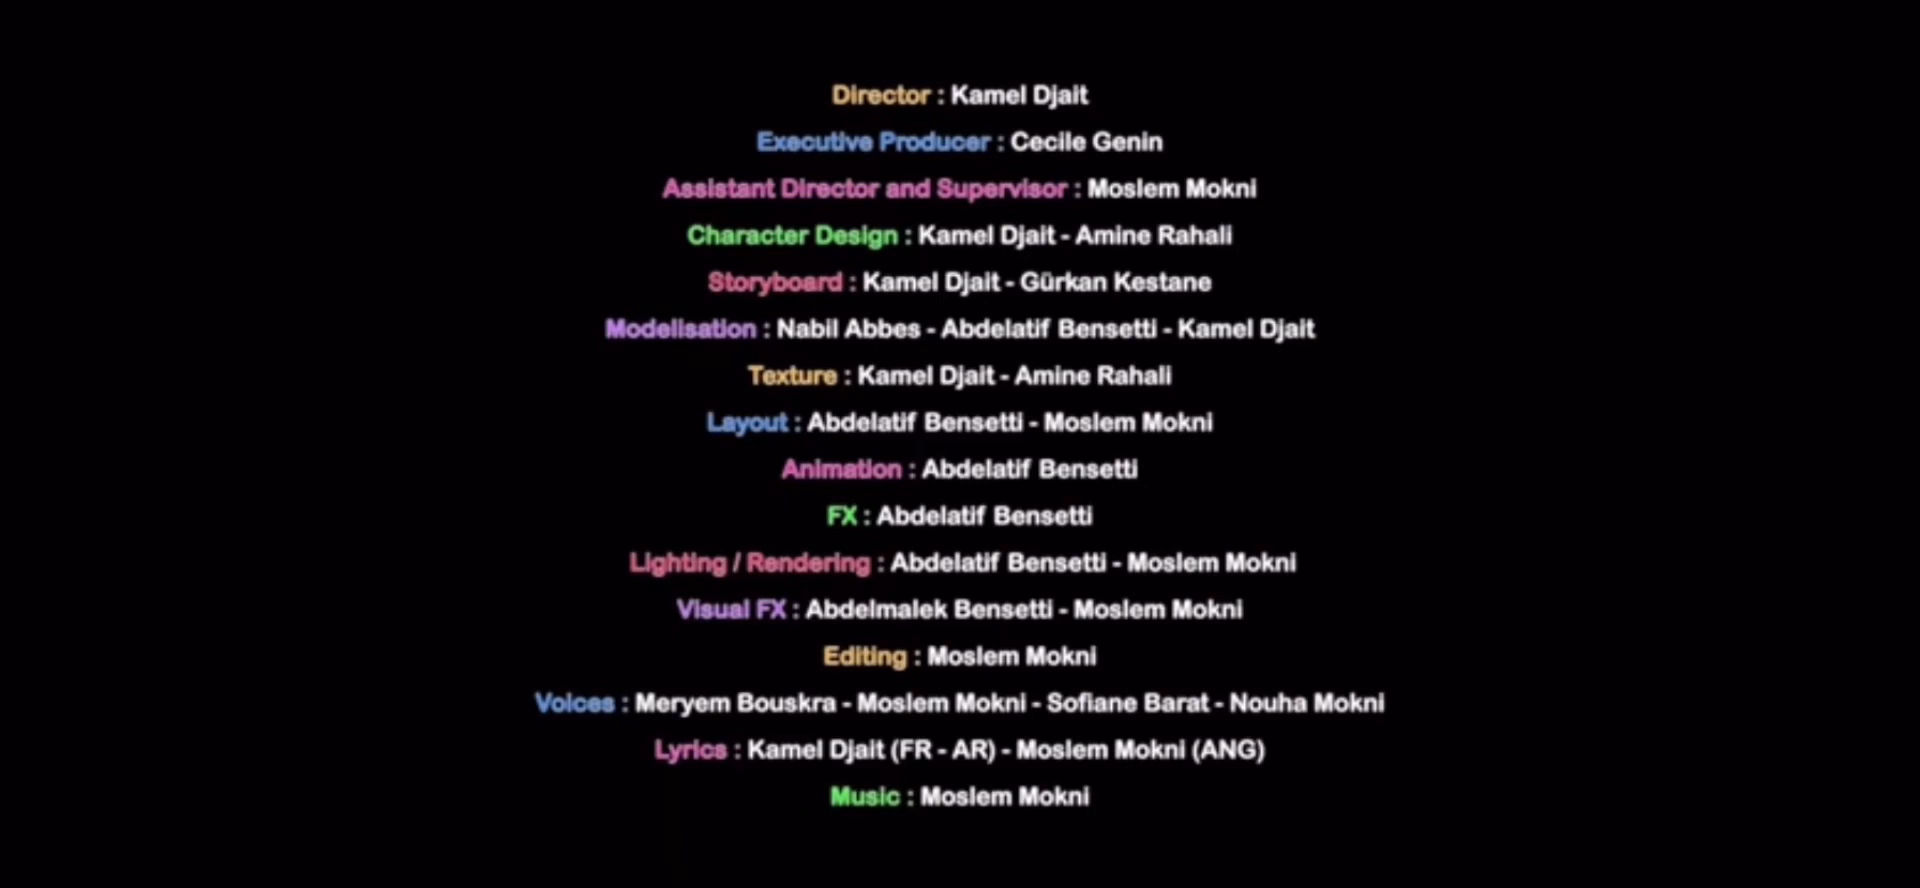 Director : Kamel Djait
Executive Producer : Cecile Genin
Assistant Director and Supervisor : Moslem Mokni
Character Design : Kamel Djait - Amine Rahali
Storyboard : Kamel Djait - Gürkan Kestane
Modelisation : Nabil Abbes - Abdelatif Bensetti - Kamel Djait
Texture : Kamel Djait - Amine Rahali
Layout : Abdelatif Bensetti - Moslem Mokni
Animation : Abdelatif Bensetti
FX : Abdelatif Bensetti
Lighting / Rendering : Abdelatif Bensetti - Moslem Mokni
Visual FX : Abdelmalek Bensetti - Moslem Mokni
Editing : Moslem Mokni
Voices : Meryem Bouskra - Moslem Mokni - Sofiane Barat - Nouha Mokni
Lyrics : Kamel Djait (FR - AR) - Moslem Mokni (ANG)
Music : Moslem Mokni